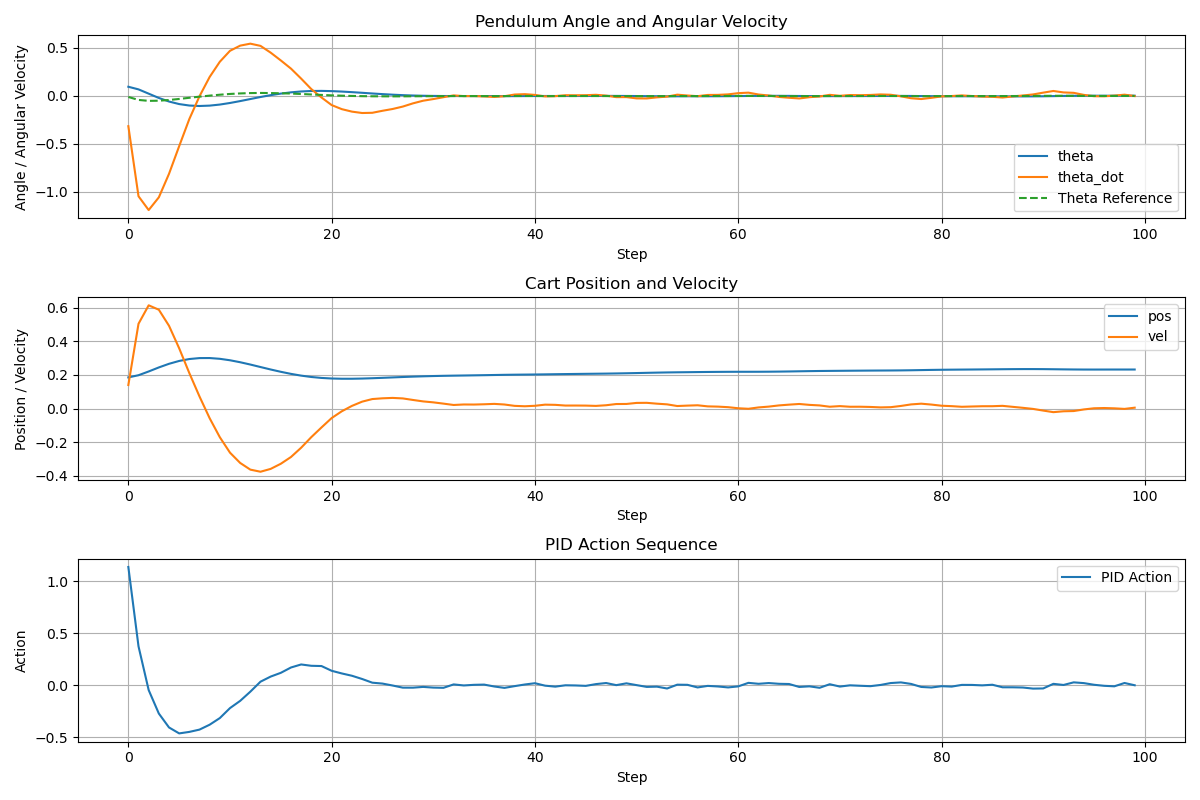 Pendulum Angle and Angular Velocity
Angle / Angular Velocity
0.5
0.0
−0.5
−1.0
theta
theta_dot
Theta Reference
0 20 40 60 80 100
Step
Cart Position and Velocity
Position / Velocity
0.6
0.4
0.2
0.0
−0.2
−0.4
pos
vel
0 20 40 60 80 100
Step
PID Action Sequence
Action
1.0
0.5
0.0
−0.5
PID Action
0 20 40 60 80 100
Step